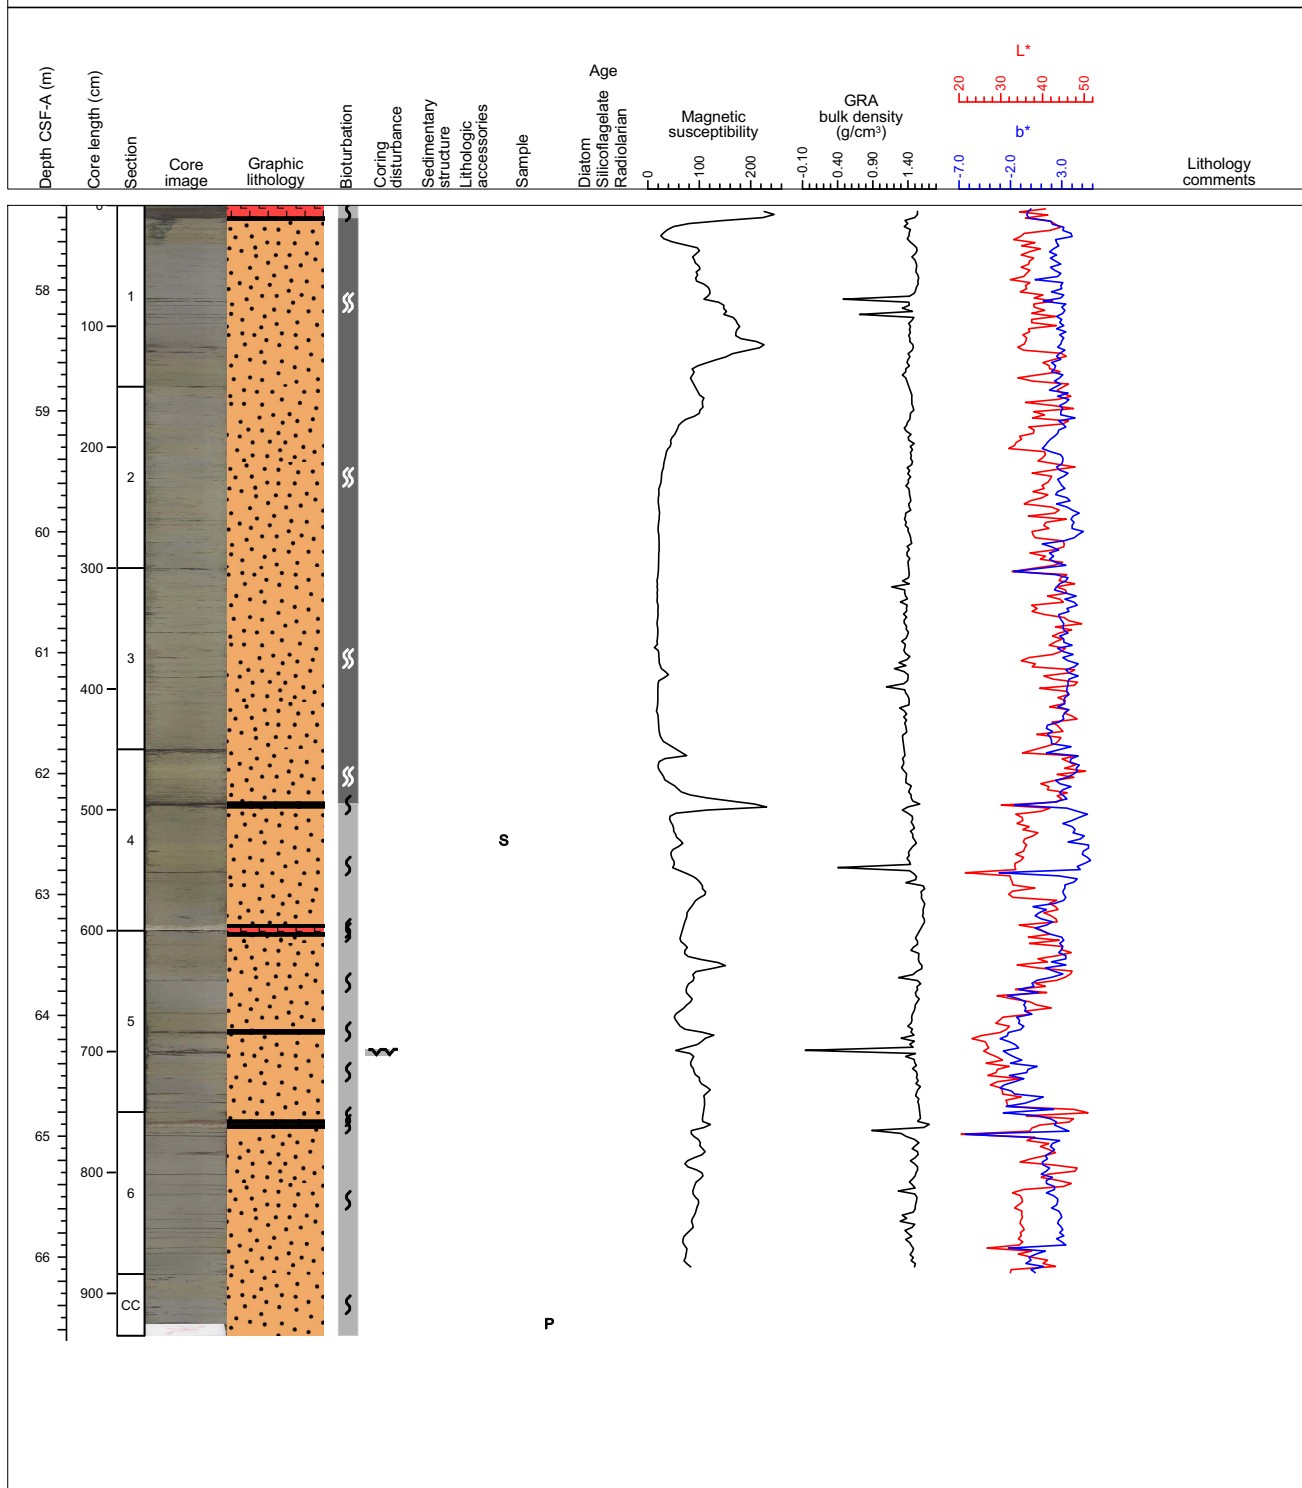 Depth CSF-A (m)
Core length (cm)
Section
Core
image
Graphic
lithology
Bioturbation
Coring
disturbance
Sedimentary
structure
Lithologic
accessories
Sample
Age
Diatom
Silicoflagelate
Radiolarian
Magnetic
susceptibility
0 100 200
GRA
bulk density
(g/cm³)
-0.10 0.40 0.90 1.40
L*
20 30 40 50
b*
-7.0 -2.0 3.0
Lithology
comments
0
58
1
100
59
200
2
60
300
61
3
400
62
500
4
S
63
600
64
5
700
65
800
6
66
900
CC
P